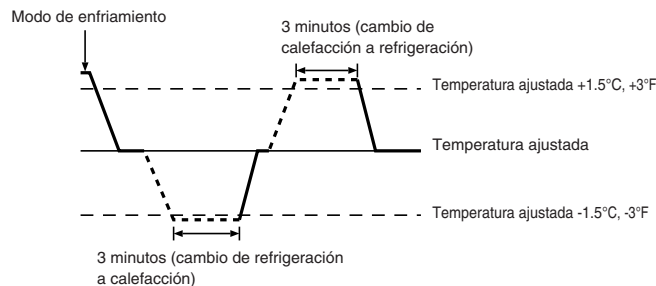 Modo de enfriamiento
3 minutos (cambio de
calefacción a refrigeración)
Temperatura ajustada +1.5°C, +3°F
Temperatura ajustada
Temperatura ajustada -1.5°C, -3°F
3 minutos (cambio de refrigeración
a calefacción)